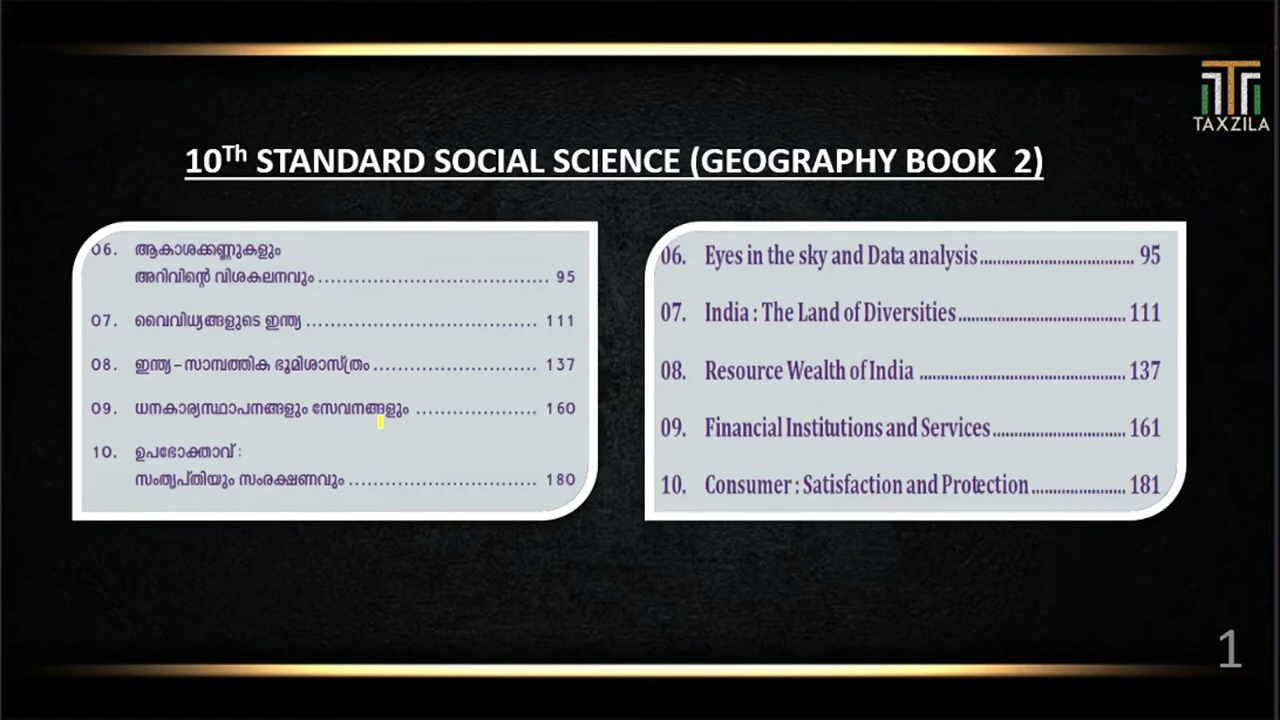 TAXZILA
10Th STANDARD SOCIAL SCIENCE (GEOGRAPHY BOOK 2)
06. ആകാശക്കണ്ണുകളും
അറിവിന്റെ വിശകലനവും ..................................... 95
07. വൈവിധ്യങ്ങളുടെ ഇന്ത്യ ...................................... 111
08. ഇന്ത്യ – സാമ്പത്തിക ഭൂമിശാസ്ത്രം ........................... 137
09. ധനകാര്യസ്ഥാപനങ്ങളും സേവനങ്ങളും .................... 160
10. ഉപഭോക്താവ് :
സംതൃപ്തിയും സംരക്ഷണവും ............................... 180
06. Eyes in the sky and Data analysis..................................... 95
07. India : The Land of Diversities........................................ 111
08. Resource Wealth of India ................................................. 137
09. Financial Institutions and Services................................ 161
10. Consumer : Satisfaction and Protection...................... 181
1